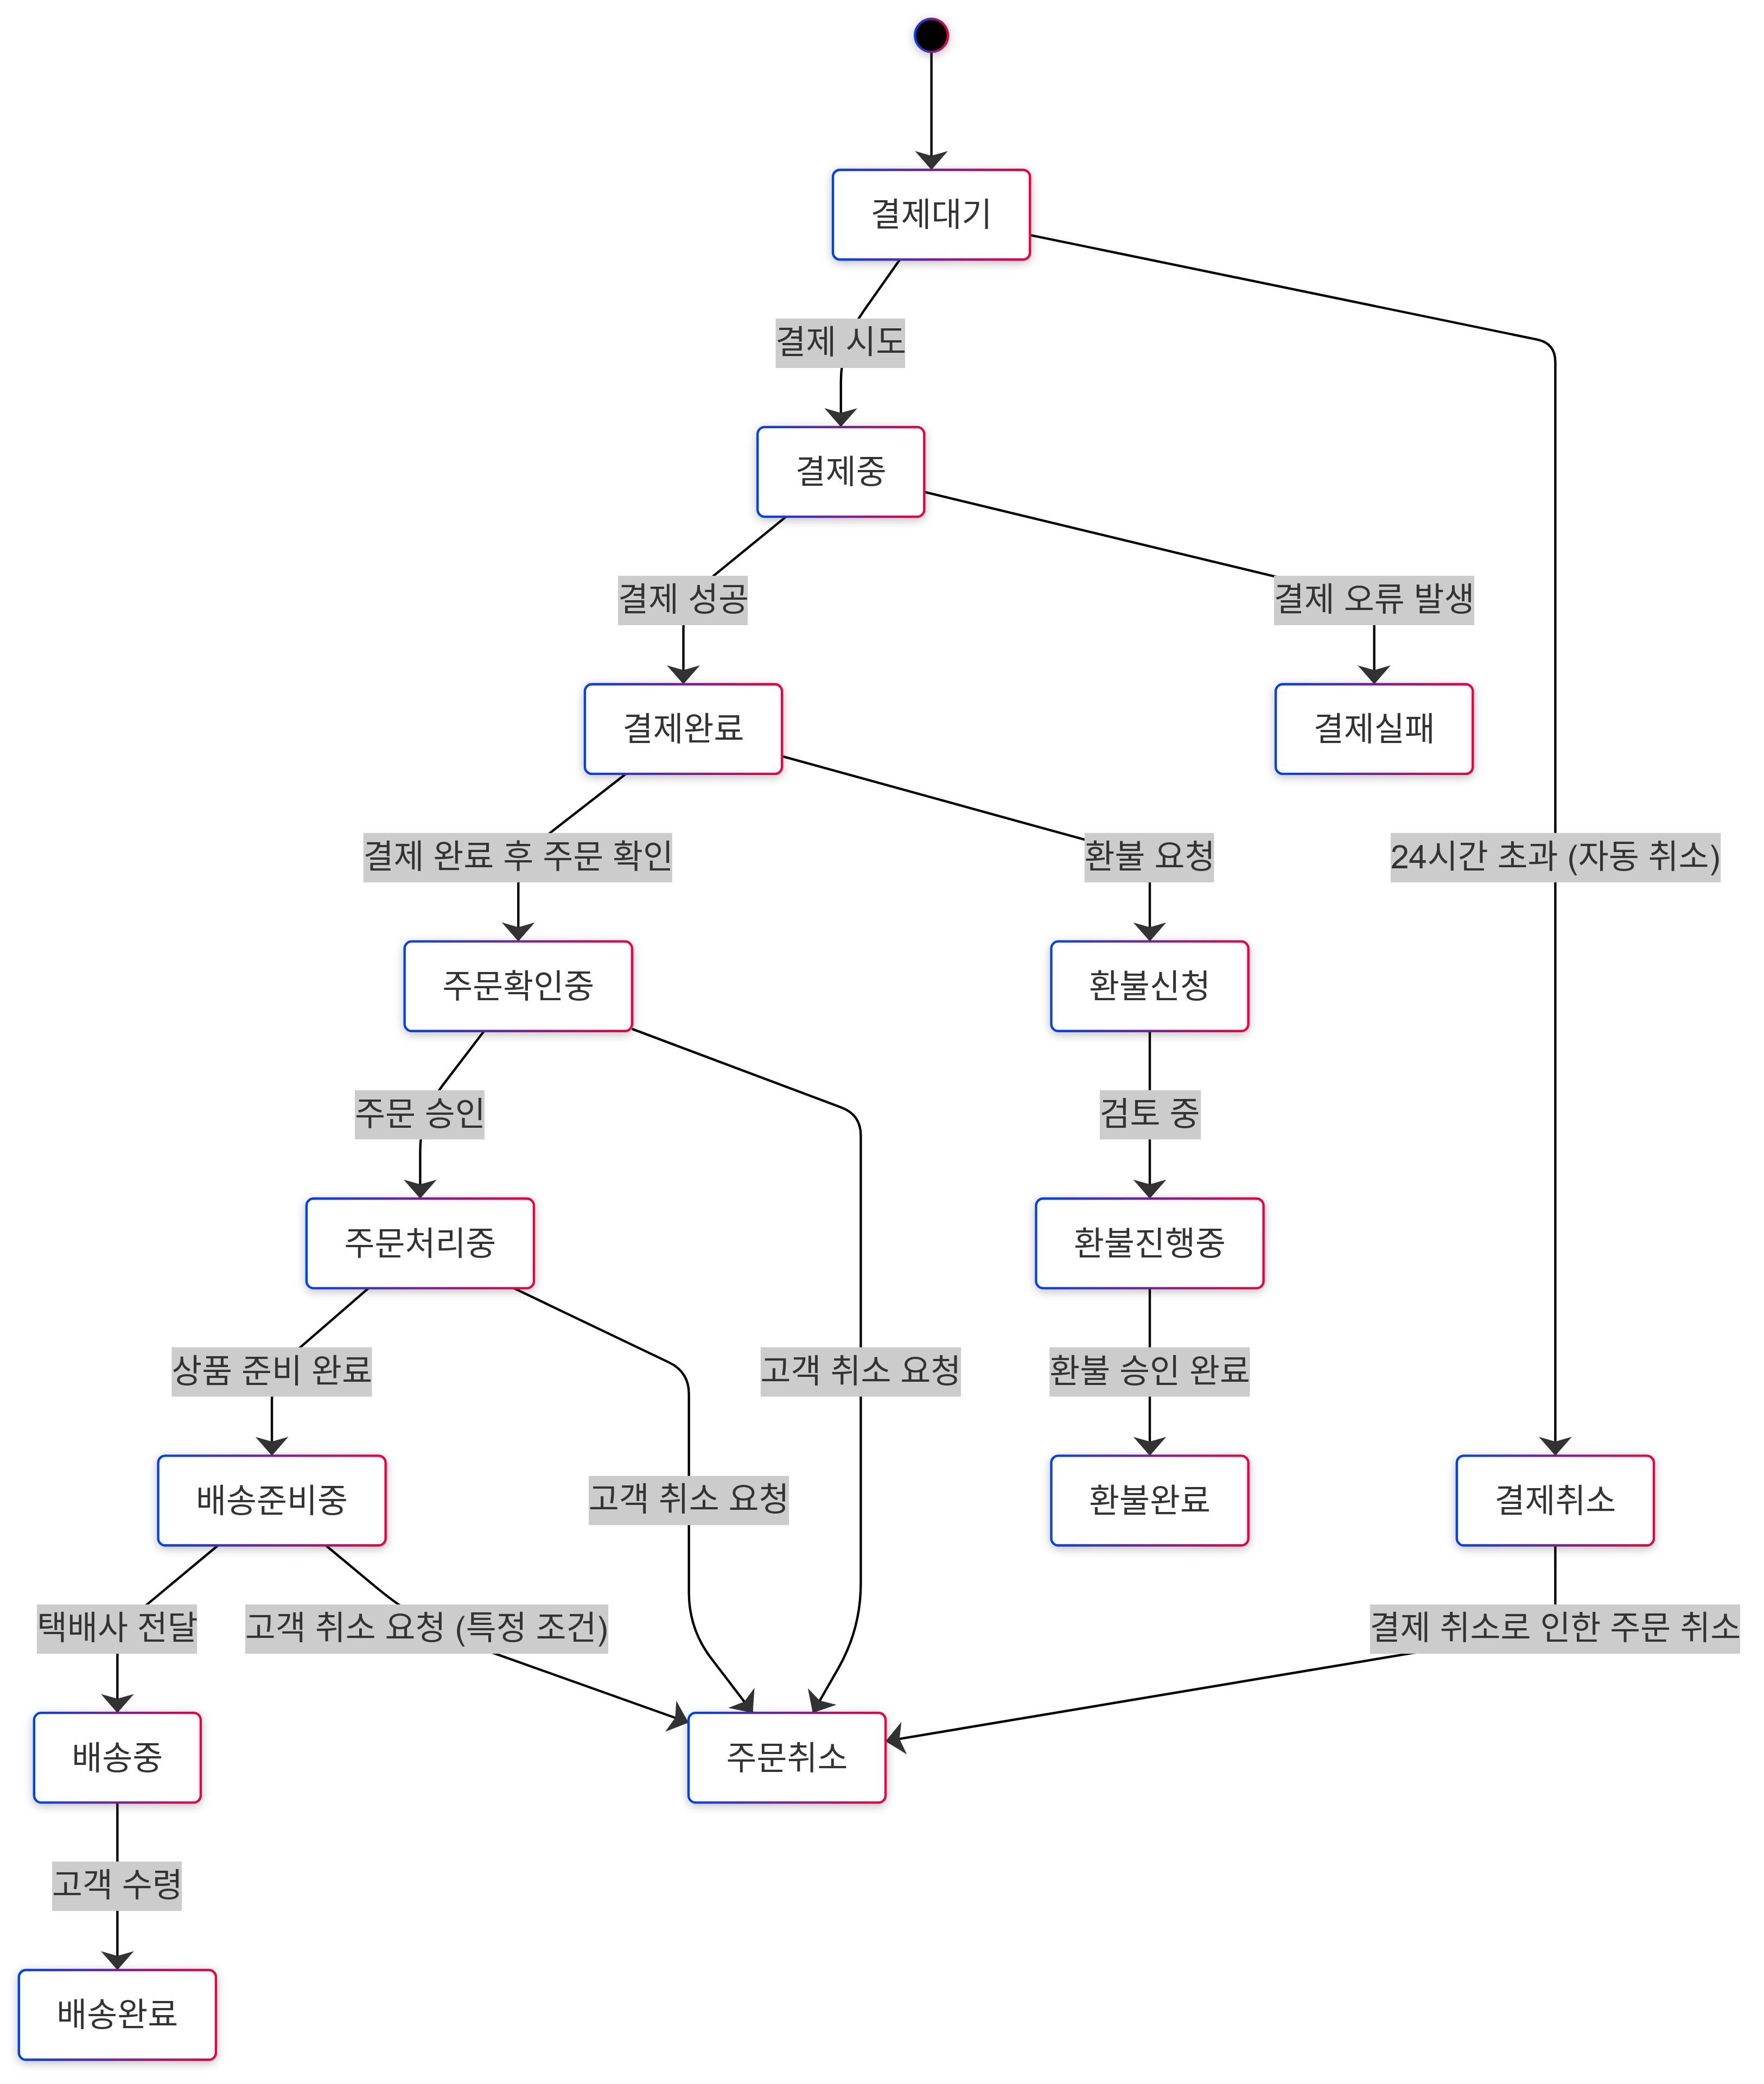 결제대기
결제 시도
결제중
결제 성공
결제 오류 발생
결제완료
결제실패
결제 완료 후 주문 확인
환불 요청
24시간 초과 (자동 취소)
주문확인중
환불신청
주문 승인
검토 중
주문처리중
환불진행중
상품 준비 완료
고객 취소 요청
환불 승인 완료
배송준비중
고객 취소 요청
환불완료
결제취소
택배사 전달
고객 취소 요청 (특정 조건)
결제 취소로 인한 주문 취소
배송중
주문취소
고객 수령
배송완료